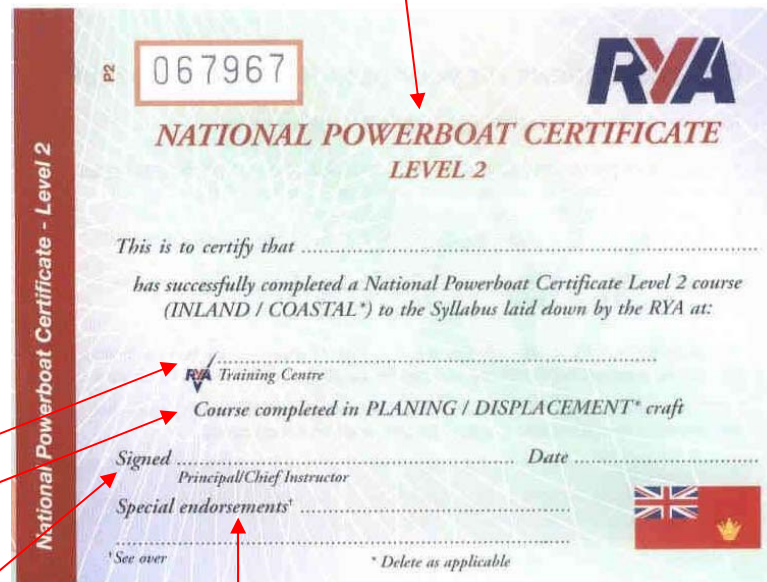 P2 067967
RYA
NATIONAL POWERBOAT CERTIFICATE
LEVEL 2
National Powerboat Certificate - Level 2
This is to certify that ........................................................
has successfully completed a National Powerboat Certificate Level 2 course
(INLAND / COASTAL*) to the Syllabus laid down by the RYA at:
........................................................
RYA Training Centre
Course completed in PLANING / DISPLACEMENT* craft
Signed ........................................ Date ........................
Principal/Chief Instructor
Special endorsements† ........................................
........................................................
†See over * Delete as applicable